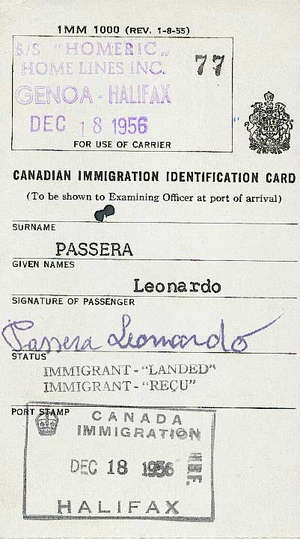 1MM 1000 (REV. 1-8-55)
S/S "HOMERIC"
HOME LINES INC.
77
GENOA - HALIFAX
DEC 18 1956
FOR USE OF CARRIER
CANADIAN IMMIGRATION IDENTIFICATION CARD
(To be shown to Examining Officer at port of arrival)
SURNAME
PASSERA
GIVEN NAMES
Leonardo
SIGNATURE OF PASSENGER
Passera Leonardo
STATUS
IMMIGRANT - "LANDED"
IMMIGRANT - "REÇU"
PORT STAMP
CANADA
IMMIGRATION
DEC 18 1956
HALIFAX